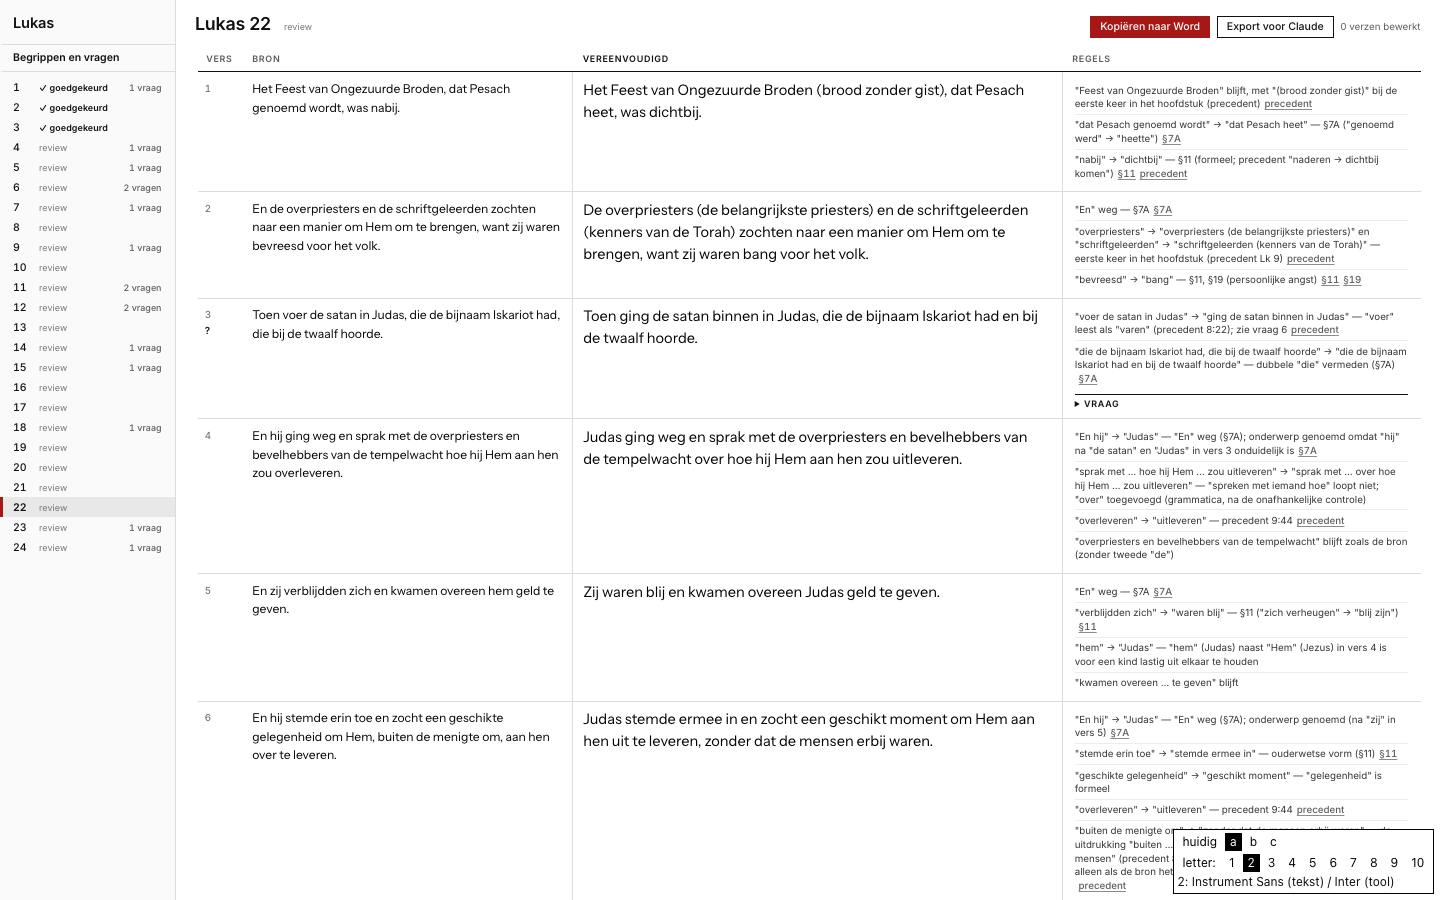 Lukas
Begrippen en vragen
1 ✓ goedgekeurd 1 vraag
2 ✓ goedgekeurd
3 ✓ goedgekeurd
4 review 1 vraag
5 review 1 vraag
6 review 2 vragen
7 review 1 vraag
8 review
9 review 1 vraag
10 review
11 review 2 vragen
12 review 2 vragen
13 review
14 review 1 vraag
15 review 1 vraag
16 review
17 review
18 review 1 vraag
19 review
20 review
21 review
22 review
23 review 1 vraag
24 review 1 vraag
Lukas 22 review
Kopiëren naar Word Export voor Claude 0 verzen bewerkt
VERS BRON VEREENVOUDIGD REGELS
1
Het Feest van Ongezuurde Broden, dat Pesach
genoemd wordt, was nabij.
Het Feest van Ongezuurde Broden (brood zonder gist), dat Pesach
heet, was dichtbij.
"Feest van Ongezuurde Broden" blijft, met "(brood zonder gist)" bij de
eerste keer in het hoofdstuk (precedent) precedent
"dat Pesach genoemd wordt" → "dat Pesach heet" — §7A ("genoemd
werd" → "heette") §7A
"nabij" → "dichtbij" — §11 (formeel; precedent "naderen → dichtbij
komen") §11 precedent
2
En de overpriesters en de schriftgeleerden zochten
naar een manier om Hem om te brengen, want zij waren
bevreesd voor het volk.
De overpriesters (de belangrijkste priesters) en de schriftgeleerden
(kenners van de Torah) zochten naar een manier om Hem om te
brengen, want zij waren bang voor het volk.
"En" weg — §7A §7A
"overpriesters" → "overpriesters (de belangrijkste priesters)" en
"schriftgeleerden" → "schriftgeleerden (kenners van de Torah)" —
eerste keer in het hoofdstuk (precedent Lk 9) precedent
"bevreesd" → "bang" — §11, §19 (persoonlijke angst) §11 §19
3
?
Toen voer de satan in Judas, die de bijnaam Iskariot had,
die bij de twaalf hoorde.
Toen ging de satan binnen in Judas, die de bijnaam Iskariot had en bij
de twaalf hoorde.
"voer de satan in Judas" → "ging de satan binnen in Judas" — "voer"
leest als "varen" (precedent 8:22); zie vraag 6 precedent
"die de bijnaam Iskariot had, die bij de twaalf hoorde" → "die de bijnaam
Iskariot had en bij de twaalf hoorde" — dubbele "die" vermeden (§7A)
§7A
▸ VRAAG
4
En hij ging weg en sprak met de overpriesters en
bevelhebbers van de tempelwacht hoe hij Hem aan hen
zou overleveren.
Judas ging weg en sprak met de overpriesters en bevelhebbers van
de tempelwacht over hoe hij Hem aan hen zou uitleveren.
"En hij" → "Judas" — "En" weg (§7A); onderwerp genoemd omdat "hij"
na "de satan" en "Judas" in vers 3 onduidelijk is §7A
"sprak met ... hoe hij Hem ... zou uitleveren" → "sprak met ... over hoe
hij Hem ... zou uitleveren" — "spreken met iemand hoe" loopt niet;
"over" toegevoegd (grammatica, na de onafhankelijke controle)
"overleveren" → "uitleveren" — precedent 9:44 precedent
"overpriesters en bevelhebbers van de tempelwacht" blijft zoals de bron
(zonder tweede "de")
5
En zij verblijdden zich en kwamen overeen hem geld te
geven.
Zij waren blij en kwamen overeen Judas geld te geven.
"En" weg — §7A §7A
"verblijdden zich" → "waren blij" — §11 ("zich verheugen" → "blij zijn")
§11
"hem" → "Judas" — "hem" (Judas) naast "Hem" (Jezus) in vers 4 is
voor een kind lastig uit elkaar te houden
"kwamen overeen ... te geven" blijft
6
En hij stemde erin toe en zocht een geschikte
gelegenheid om Hem, buiten de menigte om, aan hen
over te leveren.
Judas stemde ermee in en zocht een geschikt moment om Hem aan
hen uit te leveren, zonder dat de mensen erbij waren.
"En hij" → "Judas" — "En" weg (§7A); onderwerp genoemd (na "zij" in
vers 5) §7A
"stemde erin toe" → "stemde ermee in" — ouderwetse vorm (§11) §11
"geschikte gelegenheid" → "geschikt moment" — "gelegenheid" is
formeel
"overleveren" → "uitleveren" — precedent 9:44 precedent
"buiten de menigte
uitdrukking "buiten ...
mensen" (precedent
alleen als de bron het
precedent
huidig a b c
letter: 1 2 3 4 5 6 7 8 9 10
2: Instrument Sans (tekst) / Inter (tool)